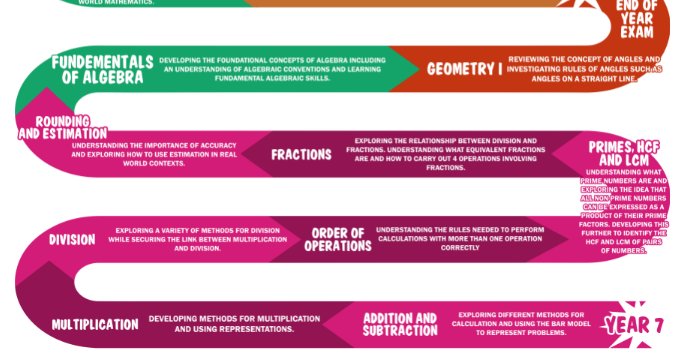 WORLD MATHEMATICS.
END OF
YEAR
EXAM
FUNDEMENTALS
OF ALGEBRA
DEVELOPING THE FOUNDATIONAL CONCEPTS OF ALGEBRA INCLUDING
AN UNDERSTANDING OF ALGEBRAIC CONVENTIONS AND LEARNING
FUNDAMENTAL ALGEBRAIC SKILLS.
GEOMETRY I
REVIEWING THE CONCEPT OF ANGLES AND
INVESTIGATING RULES OF ANGLES SUCH AS
ANGLES ON A STRAIGHT LINE.
ROUNDING
AND ESTIMATION
UNDERSTANDING THE IMPORTANCE OF ACCURACY
AND EXPLORING HOW TO USE ESTIMATION IN REAL
WORLD CONTEXTS.
FRACTIONS
EXPLORING THE RELATIONSHIP BETWEEN DIVISION AND
FRACTIONS. UNDERSTANDING WHAT EQUIVALENT FRACTIONS
ARE AND HOW TO CARRY OUT 4 OPERATIONS INVOLVING
FRACTIONS.
PRIMES, HCF
AND LCM
UNDERSTANDING WHAT
PRIME NUMBERS ARE AND
EXPLORING THE IDEA THAT
ALL NON PRIME NUMBERS
CAN BE EXPRESSED AS A
PRODUCT OF THEIR PRIME
FACTORS. DEVELOPING THIS
FURTHER TO IDENTIFY THE
HCF AND LCM OF PAIRS
OF NUMBERS.
DIVISION
EXPLORING A VARIETY OF METHODS FOR DIVISION
WHILE SECURING THE LINK BETWEEN MULTIPLICATION
AND DIVISION.
ORDER OF
OPERATIONS
UNDERSTANDING THE RULES NEEDED TO PERFORM
CALCULATIONS WITH MORE THAN ONE OPERATION
CORRECTLY
MULTIPLICATION
DEVELOPING METHODS FOR MULTIPLICATION
AND USING REPRESENTATIONS.
ADDITION AND
SUBTRACTION
EXPLORING DIFFERENT METHODS FOR
CALCULATION AND USING THE BAR MODEL
TO REPRESENT PROBLEMS.
YEAR 7